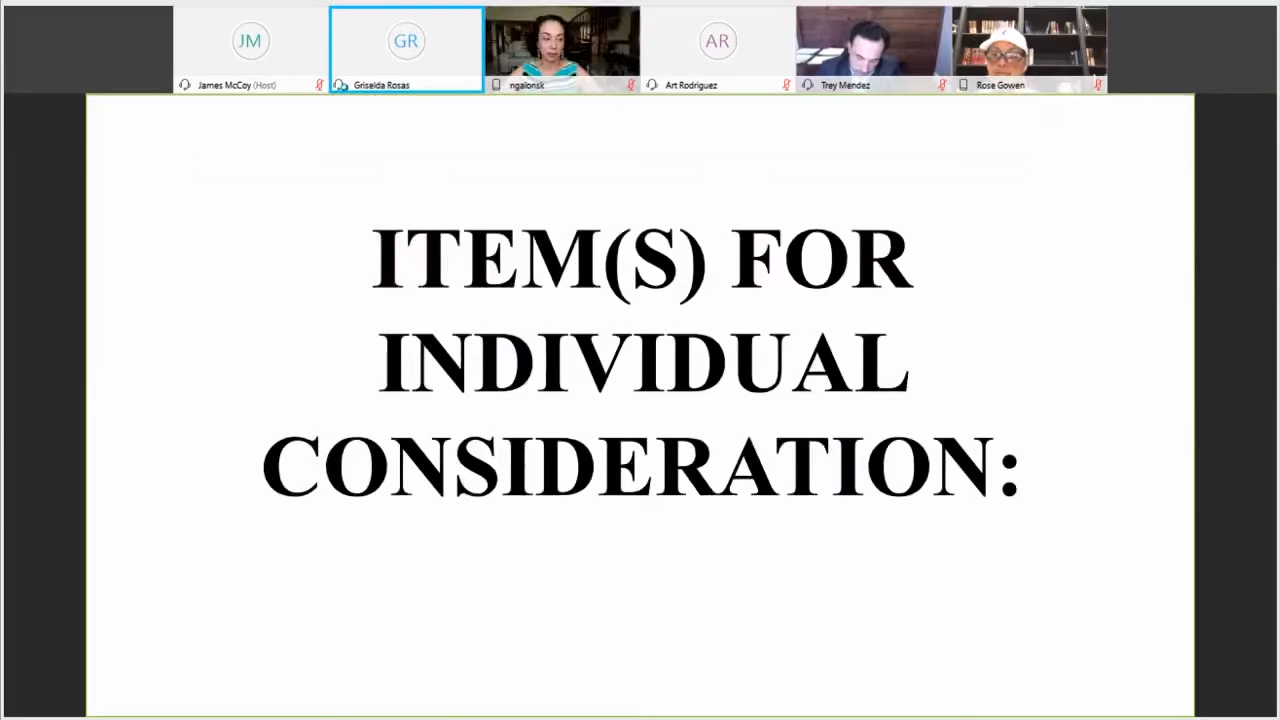 JM
GR
AR
James McCoy (Host)
Griselda Rosas
ngalonsk
Art Rodriguez
Trey Mendez
Rose Gowen
ITEM(S) FOR
INDIVIDUAL
CONSIDERATION: